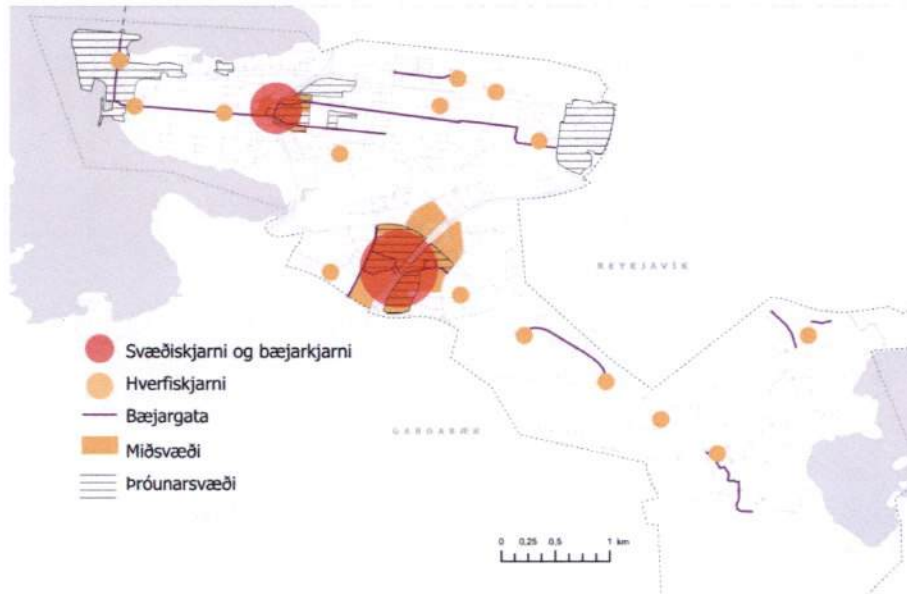 REYKJAVÍK
Svæðiskjarni og bæjarkjarni
Hverfiskjarni
Bæjargata
Miðsvæði
Þróunarsvæði
GARÐABÆR
0 0,25 0,5 1 km